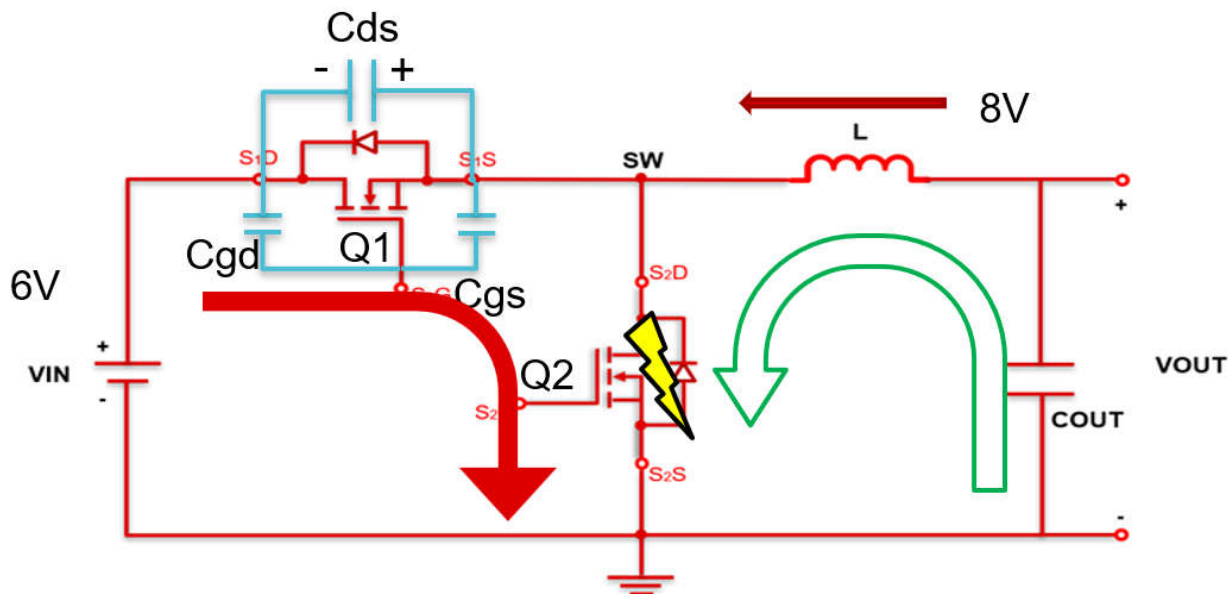 Cds
- +
8V
L
S₁D
S₁S
SW
Cgd
Q1
Cgs
6V
S₂D
+
+
VIN
-
Q2
S₂
VOUT
COUT
S₂S
-